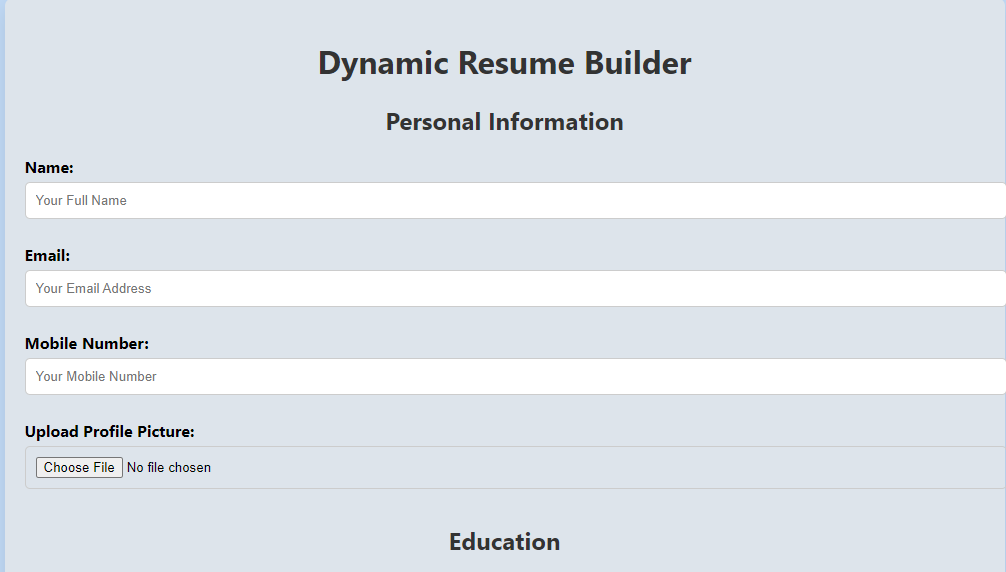 Dynamic Resume Builder
Personal Information
Name:
Your Full Name
Email:
Your Email Address
Mobile Number:
Your Mobile Number
Upload Profile Picture:
Choose File No file chosen
Education